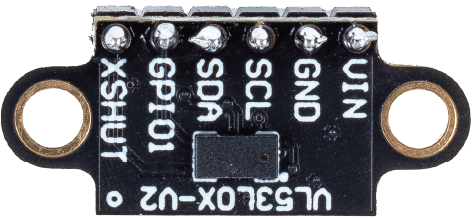 XSHUT
GPIO1
SDA
SCL
GND
VIN
VL53L0X-V2